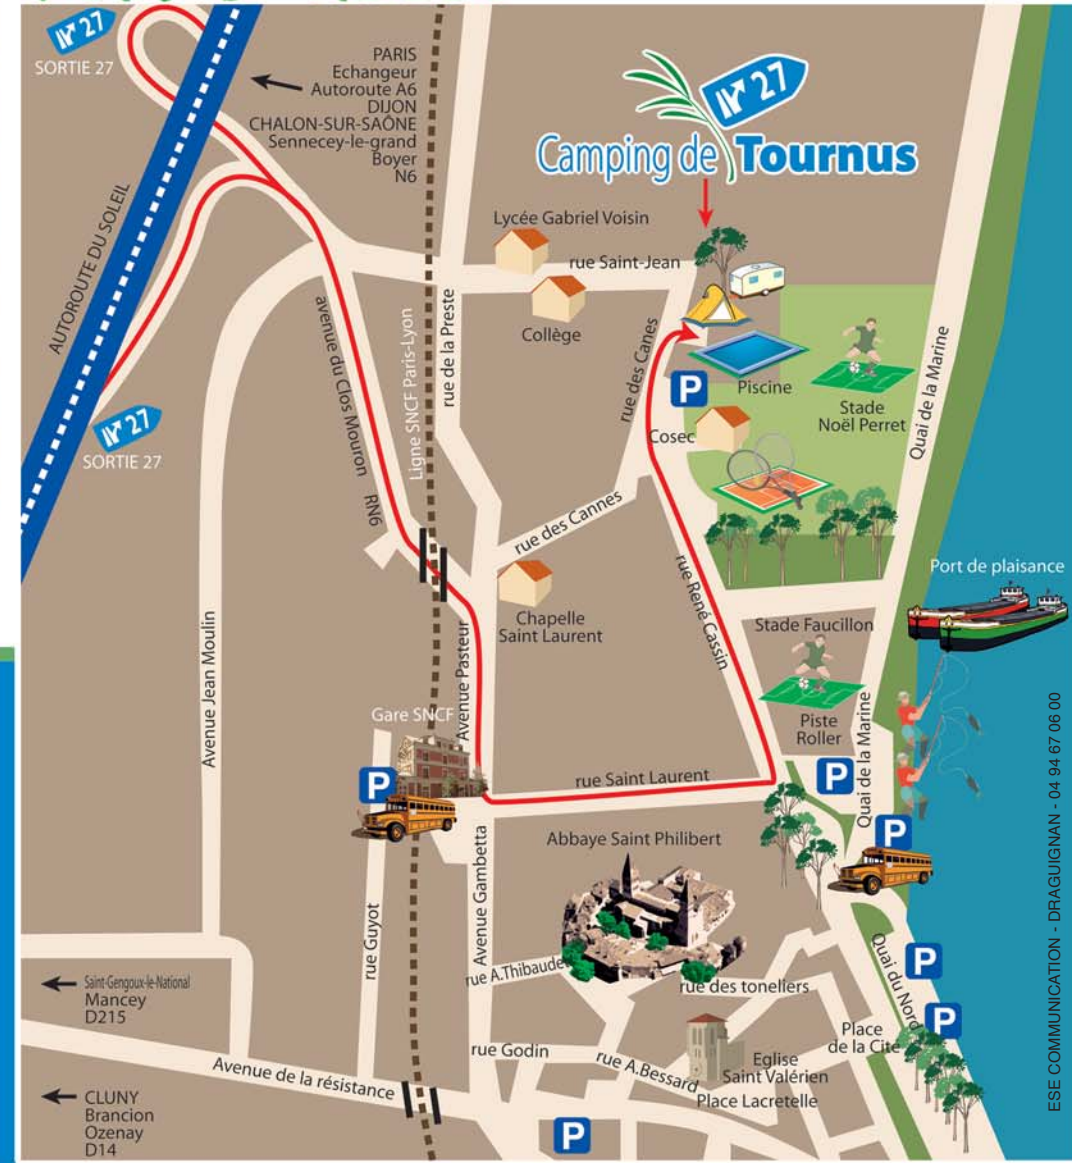 27
SORTIE 27
PARIS
Echangeur
Autoroute A6
DIJON
CHALON-SUR-SAÔNE
Sennecey-le-grand
Boyer
N6
27
Camping de Tournus
AUTOROUTE DU SOLEIL
Lycée Gabriel Voisin
rue Saint-Jean
Collège
avenue du Clos Mouron
RN6
Ligne SNCF Paris-Lyon
rue de la Preste
rue des Canes
P
Piscine
Stade
Noël Perret
Quai de la Marine
27
SORTIE 27
Cosec
rue des Cannes
rue René Cassin
Port de plaisance
Chapelle
Saint Laurent
Stade Faucillon
Piste
Roller
Avenue Jean Moulin
Avenue Pasteur
Gare SNCF
P
rue Saint Laurent
P
Quai de la Marine
P
Abbaye Saint Philibert
Avenue Gambetta
rue Guyot
rue A.Thibaudet
rue des tonellers
Quai du Nord
P
P
Saint-Gengoux-le-National
Mancey
D215
rue Godin
rue A.Bessard
Eglise
Saint Valérien
Place Lacretelle
Place
de la Cité
Avenue de la résistance
CLUNY
Brancion
Ozenay
D14
P
ESE COMMUNICATION - DRAGUIGNAN - 04 94 67 06 00